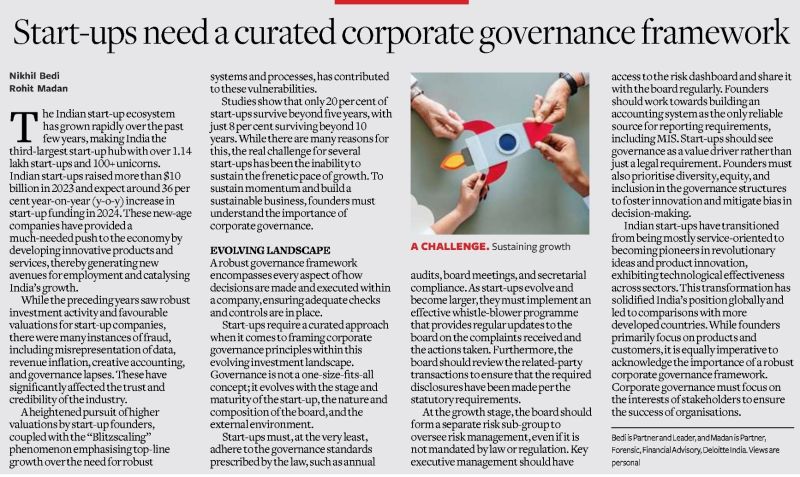 Start-ups need a curated corporate governance framework
Nikhil Bedi
Rohit Madan
The Indian start-up ecosystem
has grown rapidly over the past
few years, making India the
third-largest start-up hub with over 1.14
lakh start-ups and 100+ unicorns.
Indian start-ups raised more than $10
billion in 2023 and expect around 36 per
cent year-on-year (y-o-y) increase in
start-up funding in 2024. These new-age
companies have provided a
much-needed push to the economy by
developing innovative products and
services, thereby generating new
avenues for employment and catalysing
India's growth.
While the preceding years saw robust
investment activity and favourable
valuations for start-up companies,
there were many instances of fraud,
including misrepresentation of data,
revenue inflation, creative accounting,
and governance lapses. These have
significantly affected the trust and
credibility of the industry.
A heightened pursuit of higher
valuations by start-up founders,
coupled with the “Blitzscaling”
phenomenon emphasising top-line
growth over the need for robust
systems and processes, has contributed
to these vulnerabilities.
Studies show that only 20 per cent of
start-ups survive beyond five years, with
just 8 per cent surviving beyond 10
years. While there are many reasons for
this, the real challenge for several
start-ups has been the inability to
sustain the frenetic pace of growth. To
sustain momentum and build a
sustainable business, founders must
understand the importance of
corporate governance.
EVOLVING LANDSCAPE
A robust governance framework
encompasses every aspect of how
decisions are made and executed within
a company, ensuring adequate checks
and controls are in place.
Start-ups require a curated approach
when it comes to framing corporate
governance principles within this
evolving investment landscape.
Governance is not a one-size-fits-all
concept; it evolves with the stage and
maturity of the start-up, the nature and
composition of the board, and the
external environment.
Start-ups must, at the very least,
adhere to the governance standards
prescribed by the law, such as annual
A CHALLENGE. Sustaining growth
audits, board meetings, and secretarial
compliance. As start-ups evolve and
become larger, they must implement an
effective whistle-blower programme
that provides regular updates to the
board on the complaints received and
the actions taken. Furthermore, the
board should review the related-party
transactions to ensure that the required
disclosures have been made per the
statutory requirements.
At the growth stage, the board should
form a separate risk sub-group to
oversee risk management, even if it is
not mandated by law or regulation. Key
executive management should have
access to the risk dashboard and share it
with the board regularly. Founders
should work towards building an
accounting system as the only reliable
source for reporting requirements,
including MIS. Start-ups should see
governance as a value driver rather than
just a legal requirement. Founders must
also prioritise diversity, equity, and
inclusion in the governance structures
to foster innovation and mitigate bias in
decision-making.
Indian start-ups have transitioned
from being mostly service-oriented to
becoming pioneers in revolutionary
ideas and product innovation,
exhibiting technological effectiveness
across sectors. This transformation has
solidified India's position globally and
led to comparisons with more
developed countries. While founders
primarily focus on products and
customers, it is equally imperative to
acknowledge the importance of a robust
corporate governance framework.
Corporate governance must focus on
the interests of stakeholders to ensure
the success of organisations.
Bedi is Partner and Leader, and Madan is Partner,
Forensic, Financial Advisory, Deloitte India. Views are
personal